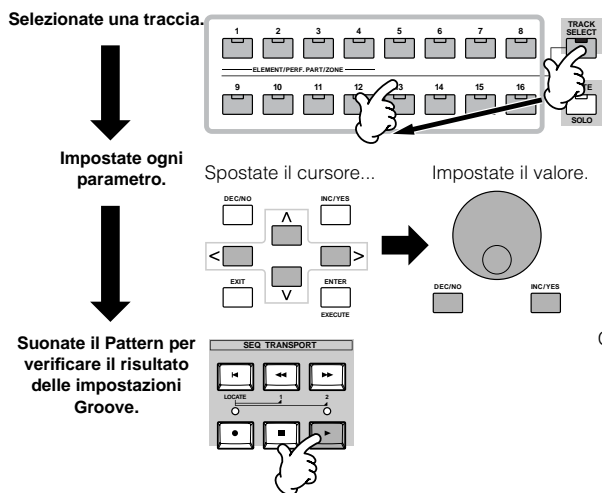 Selezionate una traccia.
1 2 3 4 5 6 7 8
TRACK
SELECT
ELEMENT/PERF. PART/ZONE
9 10 11 12 13 14 15 16
SOLO
Impostate ogni
parametro.
Spostate il cursore...
Impostate il valore.
DEC/NO INC/YES
< > ∧ ∨
EXIT ENTER
EXECUTE
DEC/NO INC/YES
Suonate il Pattern per
verificare il risultato
delle impostazioni
Groove.
SEQ TRANSPORT
LOCATE 1 2